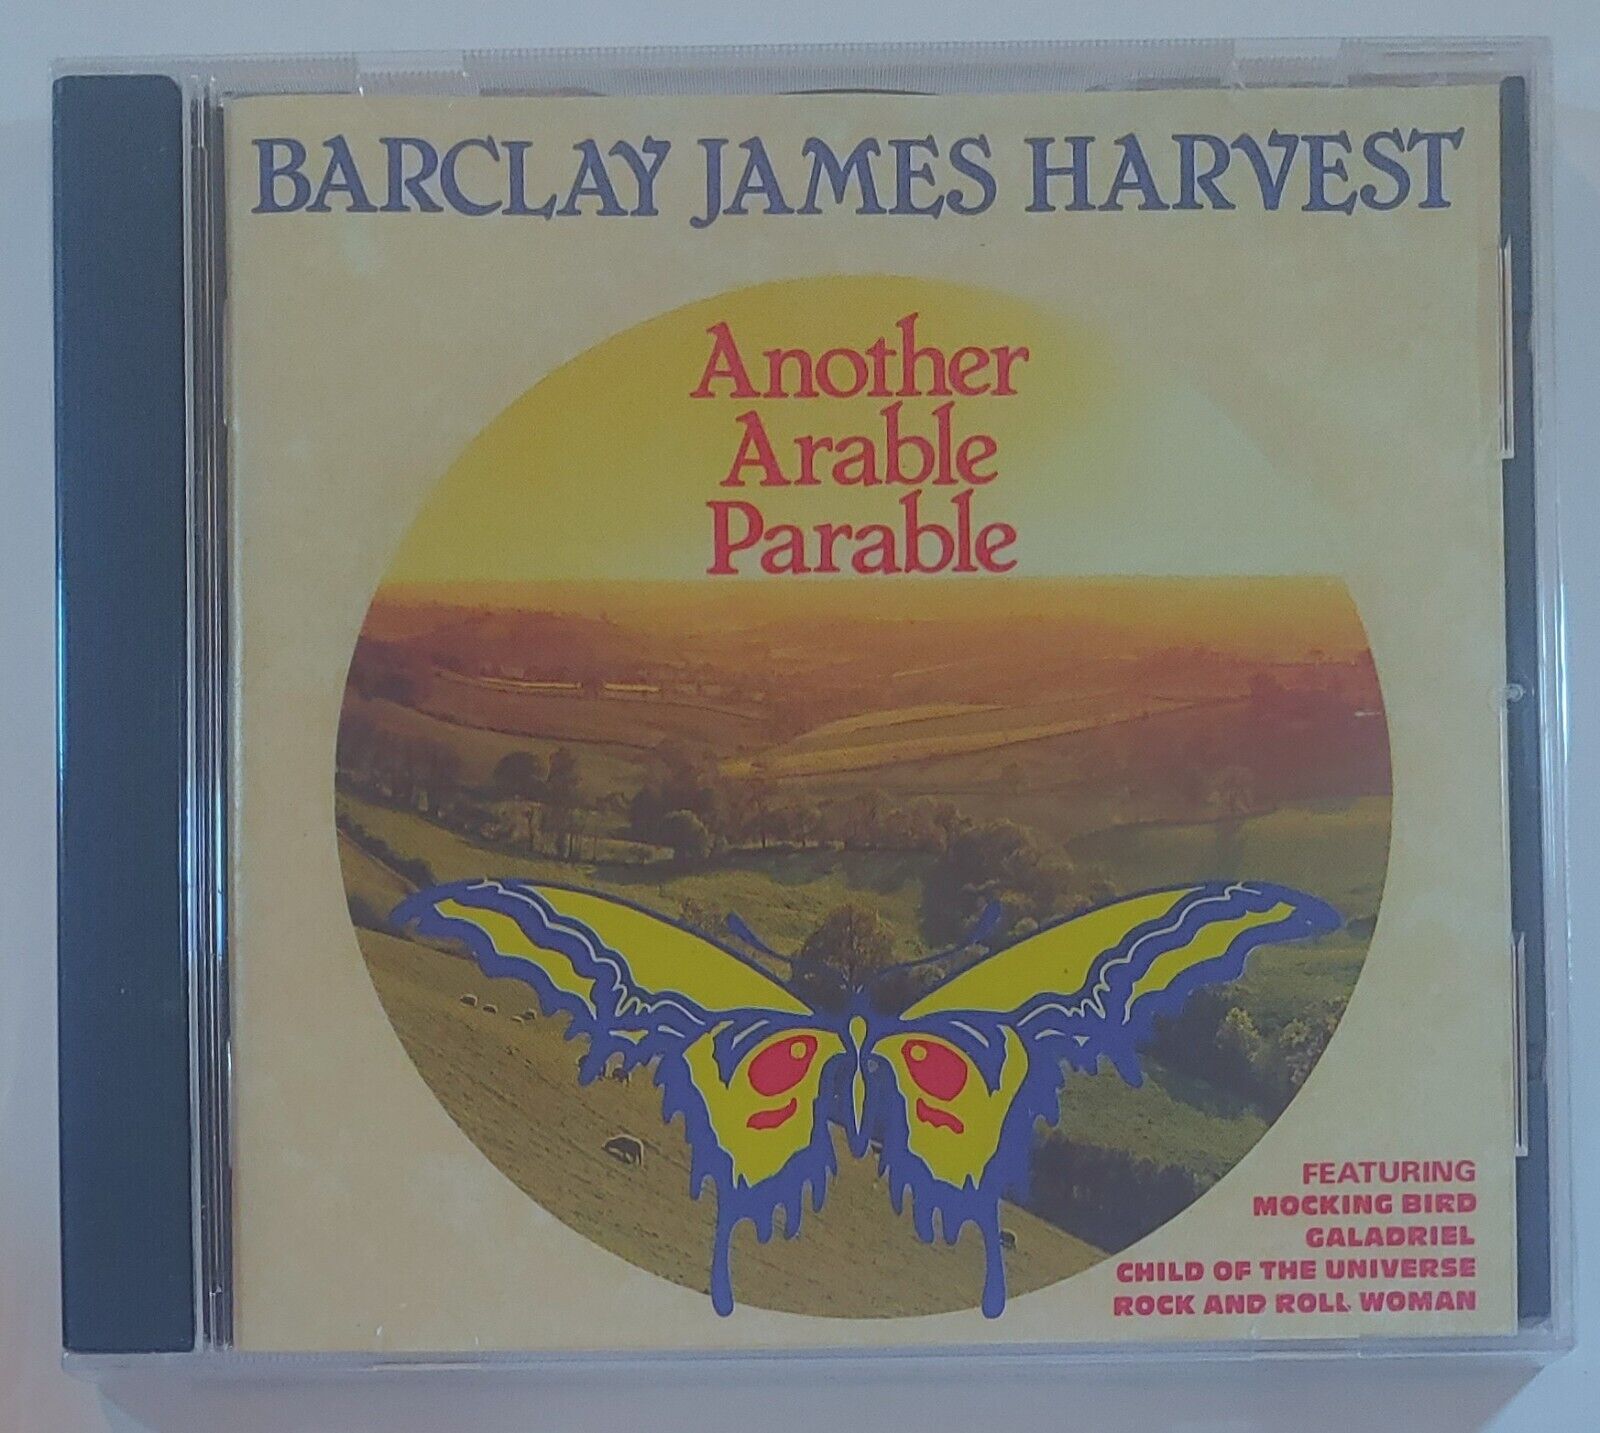 BARCLAY JAMES HARVEST
Another
Arable
Parable
FEATURING
MOCKING BIRD
GALADRIEL
CHILD OF THE UNIVERSE
ROCK AND ROLL WOMAN